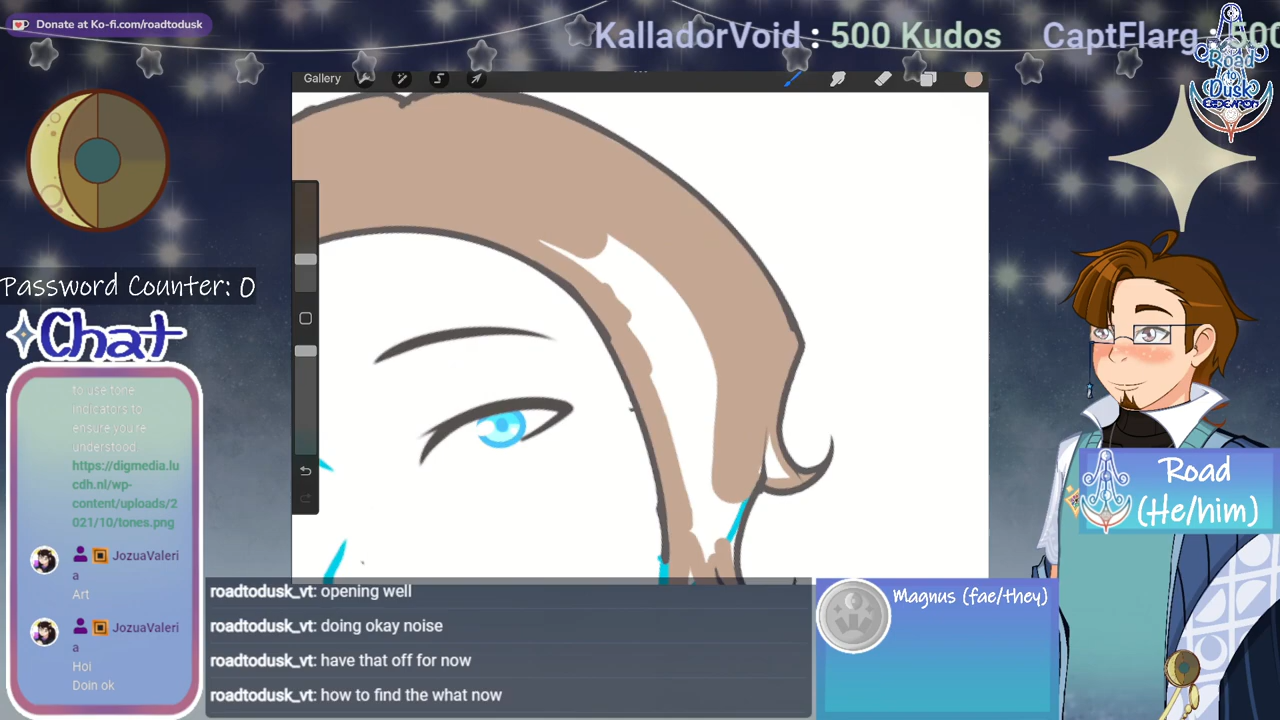 Donate at Ko-fi.com/roadtodusk
KalladorVoid : 500 Kudos
CaptFlarg : 500
Road
to
Dusk
Gallery
Password Counter: 0
Chat
to use tone
indicators to
ensure you're
understood -
https://digmedia.lu
cdh.nl/wp-
content/uploads/2
021/10/tones.png
JozuaValeri
a
Art
JozuaValeri
a
Hoi
Doin ok
roadtodusk_vt: opening well
roadtodusk_vt: doing okay noise
roadtodusk_vt: have that off for now
roadtodusk_vt: how to find the what now
Magnus (fae/they)
Road
(He/him)